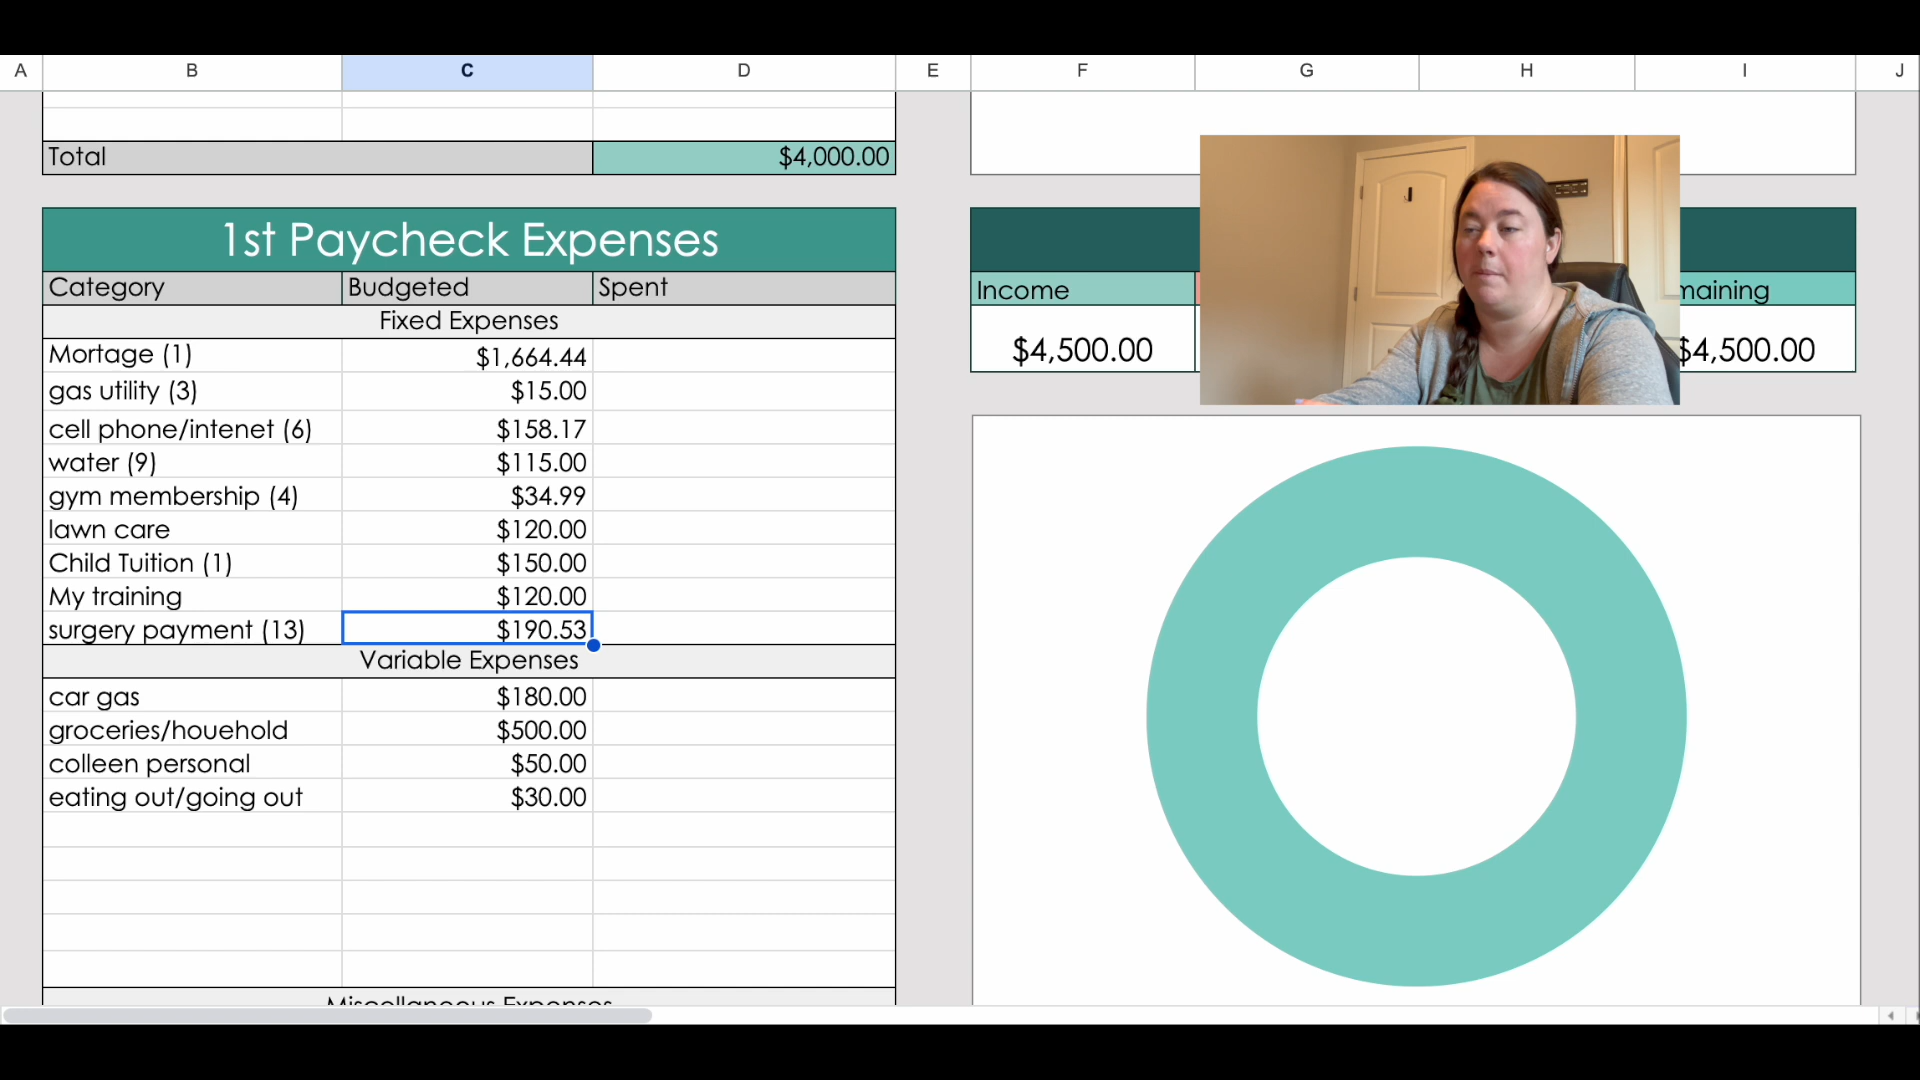 A B C D E F G H I J
Total $4,000.00
1st Paycheck Expenses
Category Budgeted Spent
Fixed Expenses
Mortage (1) $1,664.44
gas utility (3) $15.00
cell phone/intenet (6) $158.17
water (9) $115.00
gym membership (4) $34.99
lawn care $120.00
Child Tuition (1) $150.00
My training $120.00
surgery payment (13) $190.53
Variable Expenses
car gas $180.00
groceries/houehold $500.00
colleen personal $50.00
eating out/going out $30.00
Miscellaneous Expenses
Income maining
$4,500.00 $4,500.00